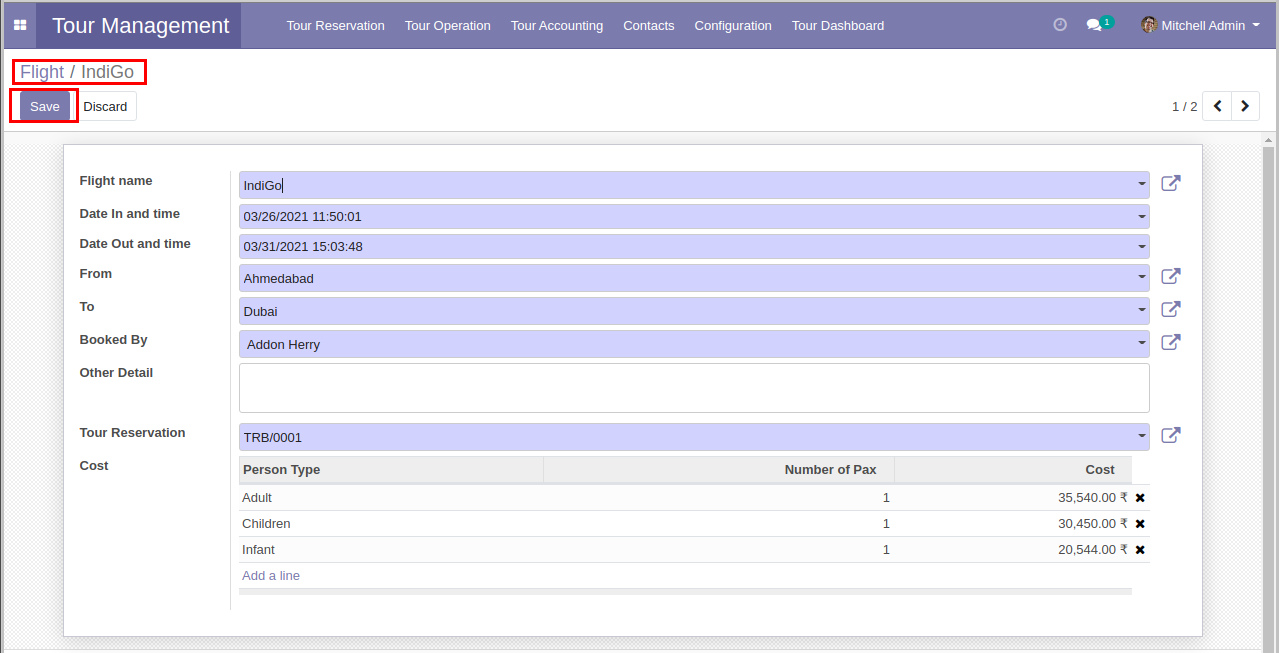 Tour Management Tour Reservation Tour Operation Tour Accounting Contacts Configuration Tour Dashboard 1 Mitchell Admin
Flight / IndiGo
Save Discard 1 / 2
Flight name IndiGo
Date In and time 03/26/2021 11:50:01
Date Out and time 03/31/2021 15:03:48
From Ahmedabad
To Dubai
Booked By Addon Herry
Other Detail
Tour Reservation TRB/0001
Cost Person Type Number of Pax Cost
Adult 1 35,540.00 ₹
Children 1 30,450.00 ₹
Infant 1 20,544.00 ₹
Add a line